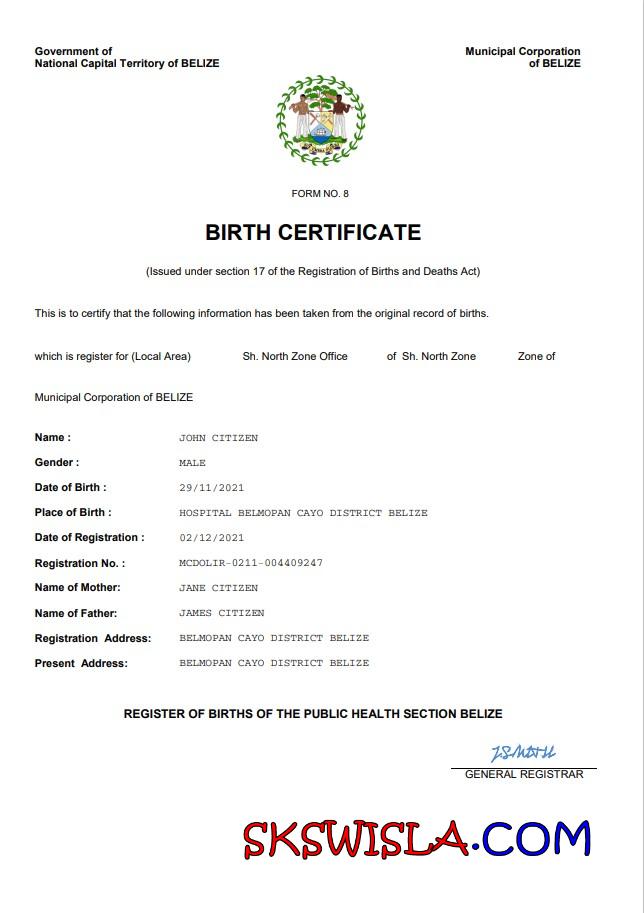 Government of
National Capital Territory of BELIZE
Municipal Corporation
of BELIZE
FORM NO. 8
BIRTH CERTIFICATE
(Issued under section 17 of the Registration of Births and Deaths Act)
This is to certify that the following information has been taken from the original record of births.
which is register for (Local Area) Sh. North Zone Office of Sh. North Zone Zone of
Municipal Corporation of BELIZE
Name : JOHN CITIZEN
Gender : MALE
Date of Birth : 29/11/2021
Place of Birth : HOSPITAL BELMOPAN CAYO DISTRICT BELIZE
Date of Registration : 02/12/2021
Registration No. : MCDOLIR-0211-004409247
Name of Mother: JANE CITIZEN
Name of Father: JAMES CITIZEN
Registration Address: BELMOPAN CAYO DISTRICT BELIZE
Present Address: BELMOPAN CAYO DISTRICT BELIZE
REGISTER OF BIRTHS OF THE PUBLIC HEALTH SECTION BELIZE
GENERAL REGISTRAR
SKSWISLA.COM